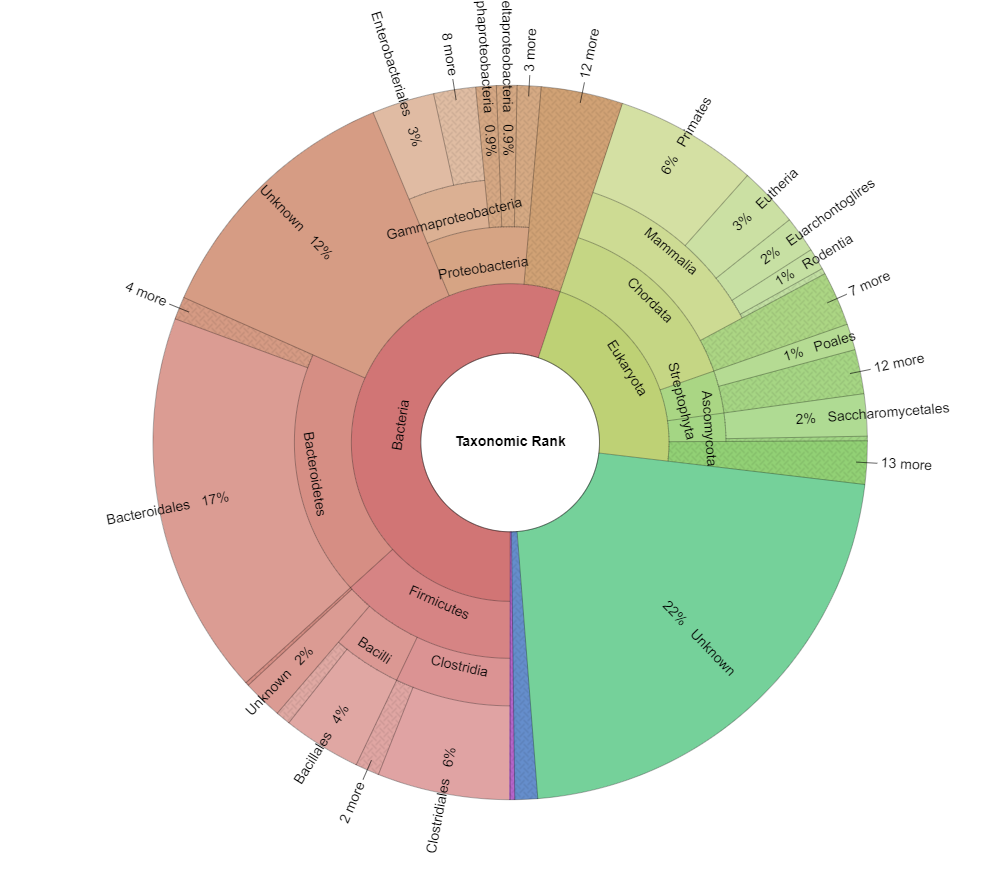 Taxonomic Rank
Bacteria
Eukaryota
Proteobacteria
Gammaproteobacteria
Enterobacteriales 3%
8 more
phaproteobacteria 0.9%
eltaproteobacteria 0.9%
3 more
12 more
Chordata
Mammalia
6% Primates
3% Eutheria
2% Euarchontoglires
1% Rodentia
7 more
Streptophyta
1% Poales
12 more
Ascomycota
2% Saccharomycetales
13 more
22% Unknown
Firmicutes
Clostridia
Clostridiales 6%
2 more
Bacilli
Bacillales 4%
Unknown 2%
Bacteroidetes
Bacteroidales 17%
4 more
Unknown 12%